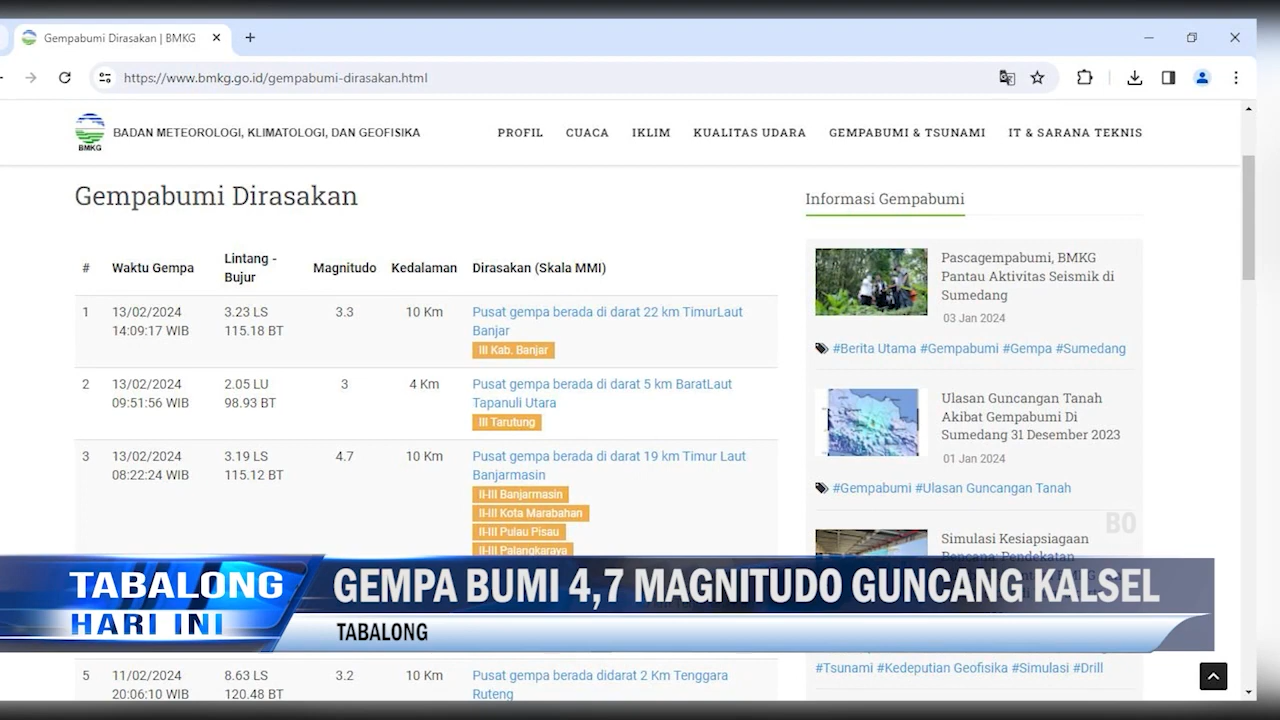 Gempabumi Dirasakan | BMKG
https://www.bmkg.go.id/gempabumi-dirasakan.html
BMKG
BADAN METEOROLOGI, KLIMATOLOGI, DAN GEOFISIKA
PROFIL CUACA IKLIM KUALITAS UDARA GEMPABUMI & TSUNAMI IT & SARANA TEKNIS
Gempabumi Dirasakan
# Waktu Gempa Lintang - Bujur Magnitudo Kedalaman Dirasakan (Skala MMI)
1 13/02/2024 3.23 LS 3.3 10 Km Pusat gempa berada di darat 22 km TimurLaut
14:09:17 WIB 115.18 BT Banjar
III Kab. Banjar
2 13/02/2024 2.05 LU 3 4 Km Pusat gempa berada di darat 5 km BaratLaut
09:51:56 WIB 98.93 BT Tapanuli Utara
III Tarutung
3 13/02/2024 3.19 LS 4.7 10 Km Pusat gempa berada di darat 19 km Timur Laut
08:22:24 WIB 115.12 BT Banjarmasin
II-III Banjarmasin
II-III Kota Marabahan
II-III Pulau Pisau
II-III Palangkaraya
5 11/02/2024 8.63 LS 3.2 10 Km Pusat gempa berada didarat 2 Km Tenggara
20:06:10 WIB 120.48 BT Ruteng
Informasi Gempabumi
Pascagempabumi, BMKG
Pantau Aktivitas Seismik di
Sumedang
03 Jan 2024
#Berita Utama #Gempabumi #Gempa #Sumedang
Ulasan Guncangan Tanah
Akibat Gempabumi Di
Sumedang 31 Desember 2023
01 Jan 2024
#Gempabumi #Ulasan Guncangan Tanah
BO
Simulasi Kesiapsiagaan
Bencana: Pendekatan
#Tsunami #Kedeputian Geofisika #Simulasi #Drill
TABALONG
HARI INI
GEMPA BUMI 4,7 MAGNITUDO GUNCANG KALSEL
TABALONG